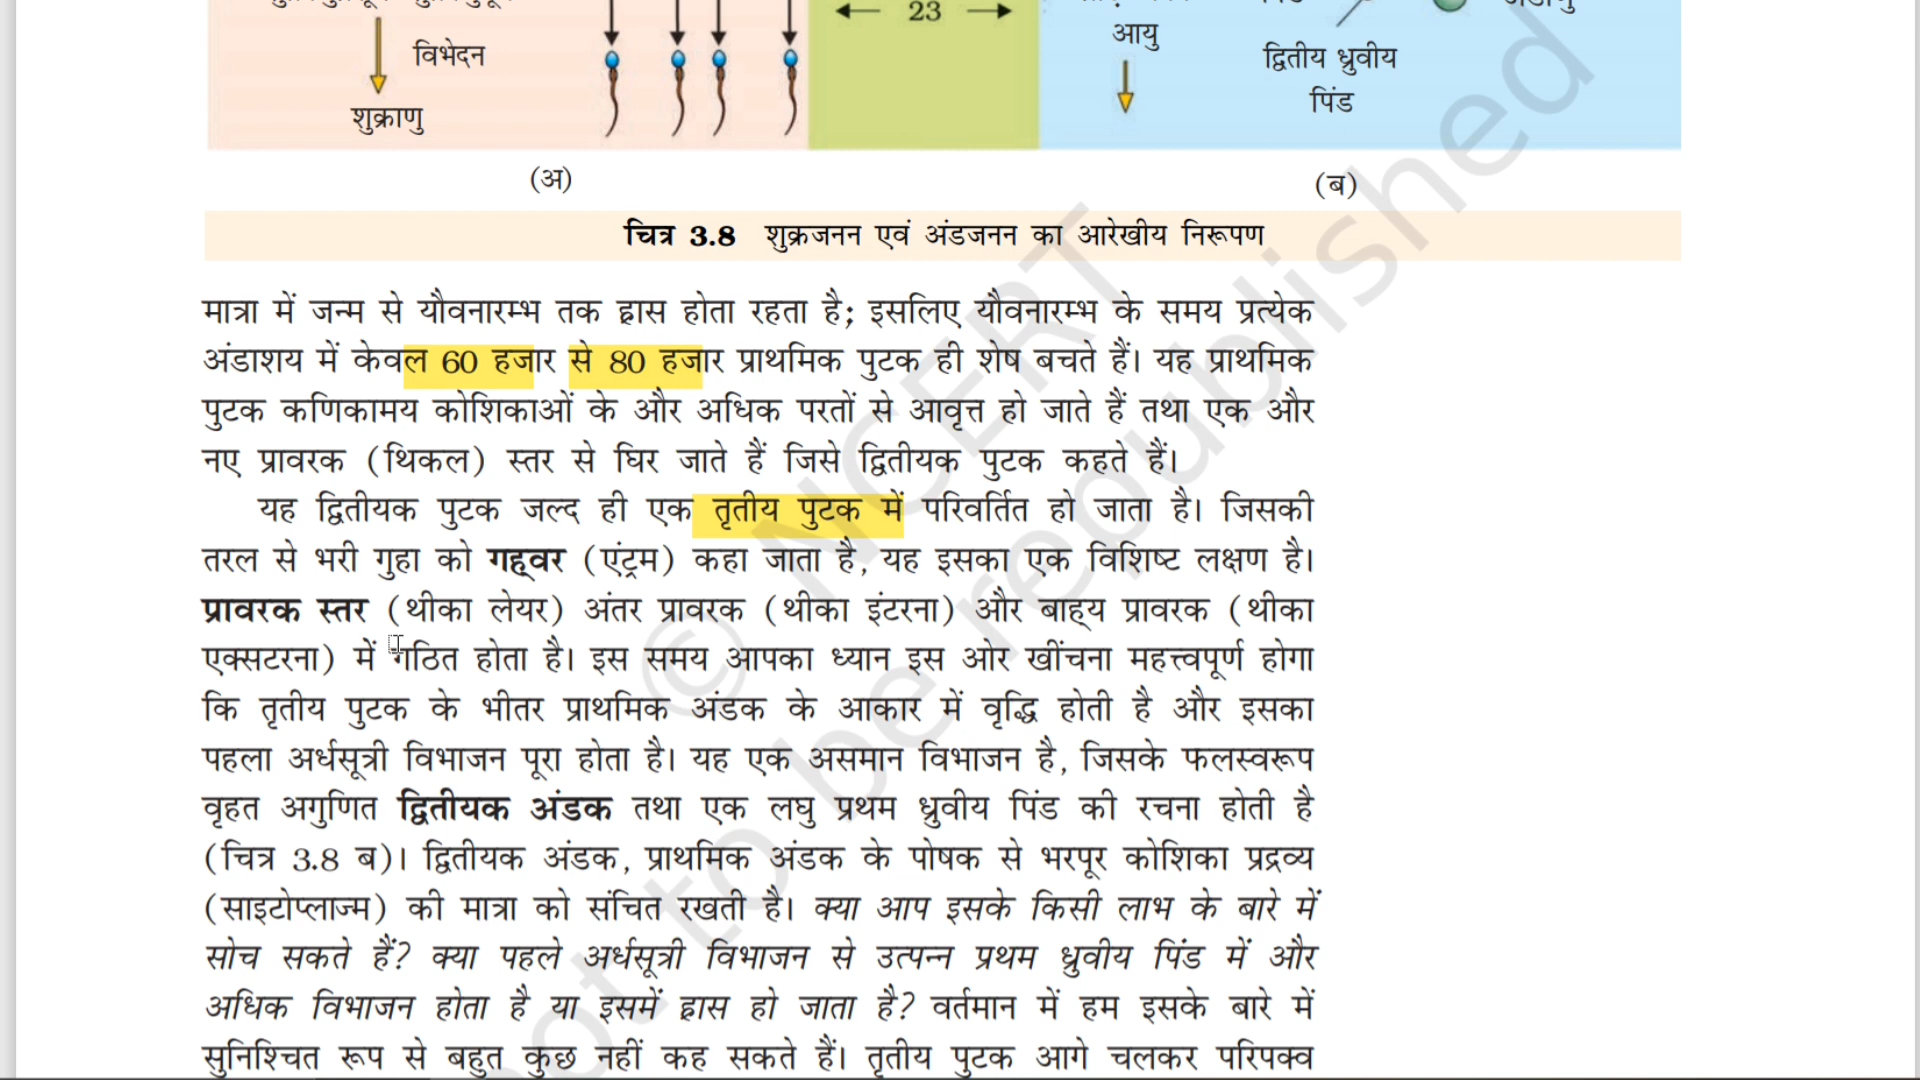 ← 23 →
विभेदन
आयु
द्वितीय ध्रुवीय
पिंड
शुक्राणु
(अ)
(ब)
चित्र 3.8 शुक्रजनन एवं अंडजनन का आरेखीय निरूपण
मात्रा में जन्म से यौवनारम्भ तक ह्रास होता रहता है; इसलिए यौवनारम्भ के समय प्रत्येक
अंडाशय में केवल 60 हजार से 80 हजार प्राथमिक पुटक ही शेष बचते हैं। यह प्राथमिक
पुटक कणिकामय कोशिकाओं के और अधिक परतों से आवृत्त हो जाते हैं तथा एक और
नए प्रावरक (थिकल) स्तर से घिर जाते हैं जिसे द्वितीयक पुटक कहते हैं।
यह द्वितीयक पुटक जल्द ही एक तृतीय पुटक में परिवर्तित हो जाता है। जिसकी
तरल से भरी गुहा को गह्वर (एंट्रम) कहा जाता है, यह इसका एक विशिष्ट लक्षण है।
प्रावरक स्तर (थीका लेयर) अंतर प्रावरक (थीका इंटरना) और बाह्य प्रावरक (थीका
एक्सटरना) में गठित होता है। इस समय आपका ध्यान इस ओर खींचना महत्त्वपूर्ण होगा
कि तृतीय पुटक के भीतर प्राथमिक अंडक के आकार में वृद्धि होती है और इसका
पहला अर्धसूत्री विभाजन पूरा होता है। यह एक असमान विभाजन है, जिसके फलस्वरूप
वृहत अगुणित द्वितीयक अंडक तथा एक लघु प्रथम ध्रुवीय पिंड की रचना होती है
(चित्र 3.8 ब)। द्वितीयक अंडक, प्राथमिक अंडक के पोषक से भरपूर कोशिका प्रद्रव्य
(साइटोप्लाज्म) की मात्रा को संचित रखती है। क्या आप इसके किसी लाभ के बारे में
सोच सकते हैं? क्या पहले अर्धसूत्री विभाजन से उत्पन्न प्रथम ध्रुवीय पिंड में और
अधिक विभाजन होता है या इसमें ह्रास हो जाता है? वर्तमान में हम इसके बारे में
सुनिश्चित रूप से बहुत कुछ नहीं कह सकते हैं। तृतीय पुटक आगे चलकर परिपक्व
© NCERT
not to be republished